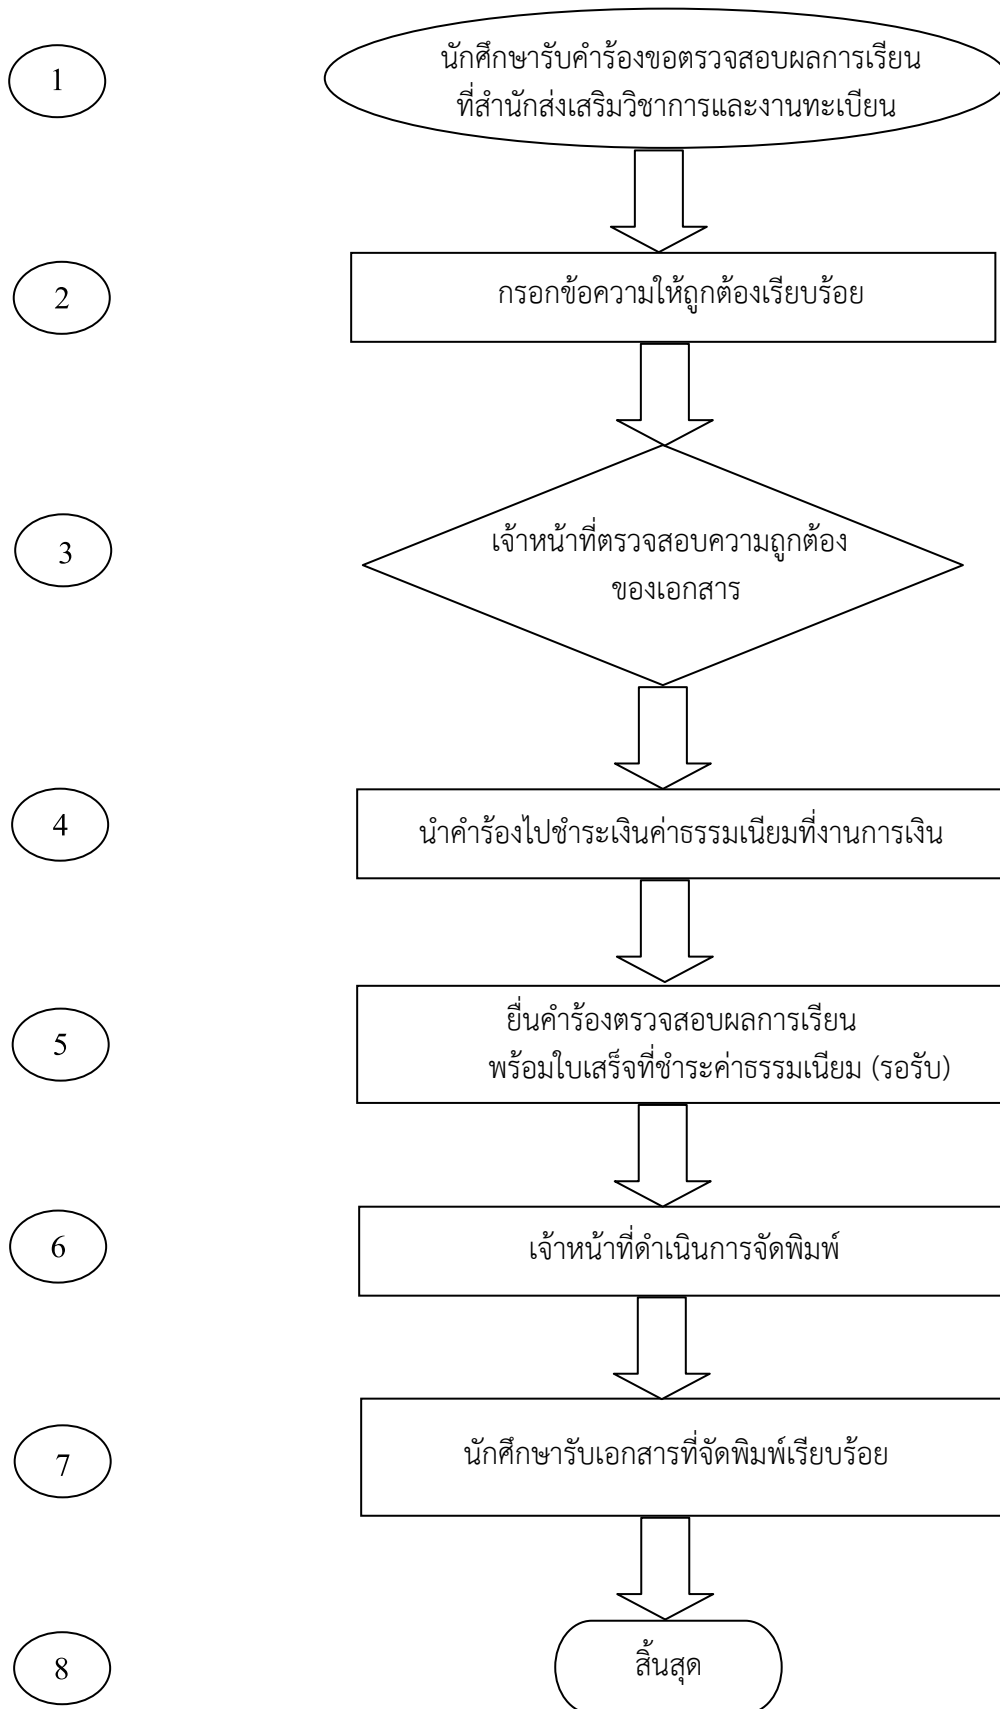 1
นักศึกษารับคำร้องขอตรวจสอบผลการเรียน
ที่สำนักส่งเสริมวิชาการและงานทะเบียน
2
กรอกข้อความให้ถูกต้องเรียบร้อย
3
เจ้าหน้าที่ตรวจสอบความถูกต้อง
ของเอกสาร
4
นำคำร้องไปชำระเงินค่าธรรมเนียมที่งานการเงิน
5
ยื่นคำร้องตรวจสอบผลการเรียน
พร้อมใบเสร็จที่ชำระค่าธรรมเนียม (รอรับ)
6
เจ้าหน้าที่ดำเนินการจัดพิมพ์
7
นักศึกษารับเอกสารที่จัดพิมพ์เรียบร้อย
8
สิ้นสุด